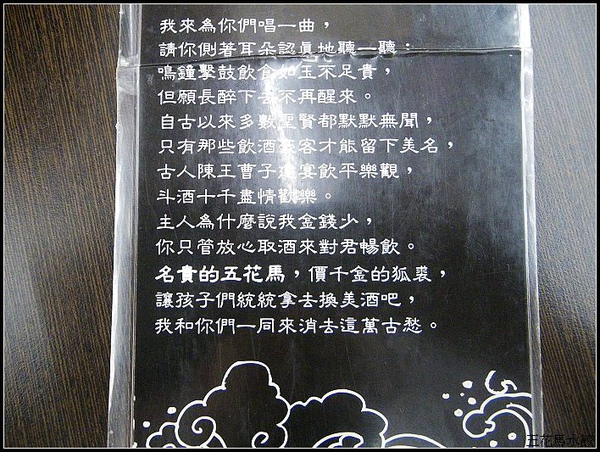 我來為你們唱一曲，
請你側著耳朵認真地聽一聽：
鳴鐘擊鼓飲食如玉不足貴，
但願長醉下去不再醒來。
自古以來多數聖賢都默默無聞，
只有那些飲酒豪客才能留下美名，
古人陳王曹子建宴飲平樂觀，
斗酒十千盡情歡樂。
主人為什麼說我金錢少，
你只管放心取酒來對君暢飲。
名貴的五花馬，價千金的狐裘，
讓孩子們統統拿去換美酒吧，
我和你們一同來消去這萬古愁。
五花馬水餃